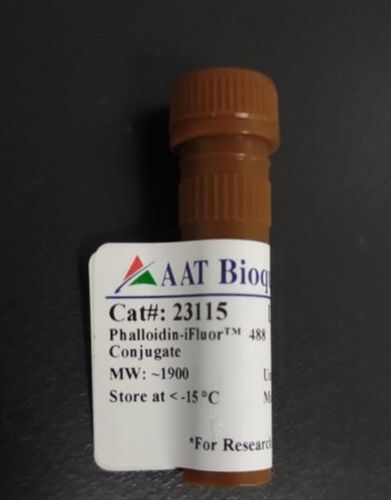 AAT Bioq
Cat#: 23115
Phalloidin-iFluor™ 488
Conjugate
MW: ~1900
Store at < -15 °C
*For Research